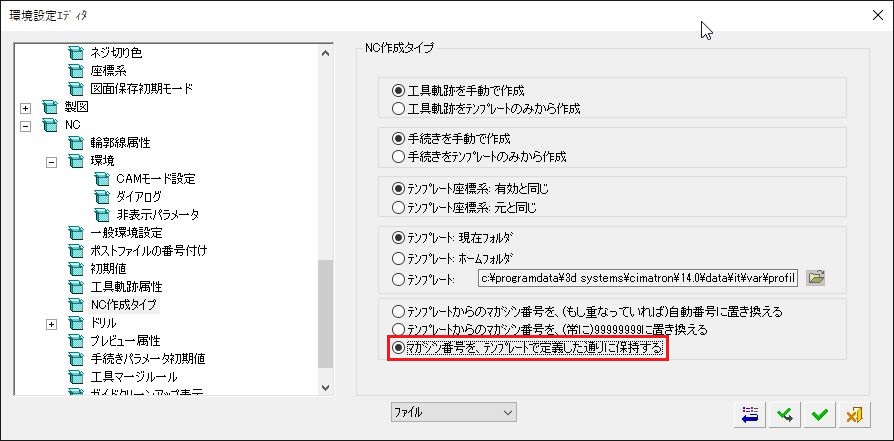 環境設定ｴﾃﾞｨﾀ
ネジ切り色
座標系
図面保存初期モード
製図
NC
輪郭線属性
環境
CAMモード設定
ダイアログ
非表示パラメータ
一般環境設定
ポストファイルの番号付け
初期値
工具軌跡属性
NC作成タイプ
ドリル
プレビュー属性
手続きパラメータ初期値
工具マージルール
ガイドクリーンアップ表示
NC作成タイプ
工具軌跡を手動で作成
工具軌跡をテンプレートのみから作成
手続きを手動で作成
手続きをテンプレートのみから作成
テンプレート座標系: 有効と同じ
テンプレート座標系: 元と同じ
テンプレート: 現在フォルダ
テンプレート: ホームフォルダ
テンプレート: c:¥programdata¥3d systems¥cimatron¥14.0¥data¥it¥var¥profil
テンプレートからのマガジン番号を、(もし重なっていれば)自動番号に置き換える
テンプレートからのマガジン番号を、(常に)99999999に置き換える
マガジン番号を、テンプレートで定義した通りに保持する
ファイル